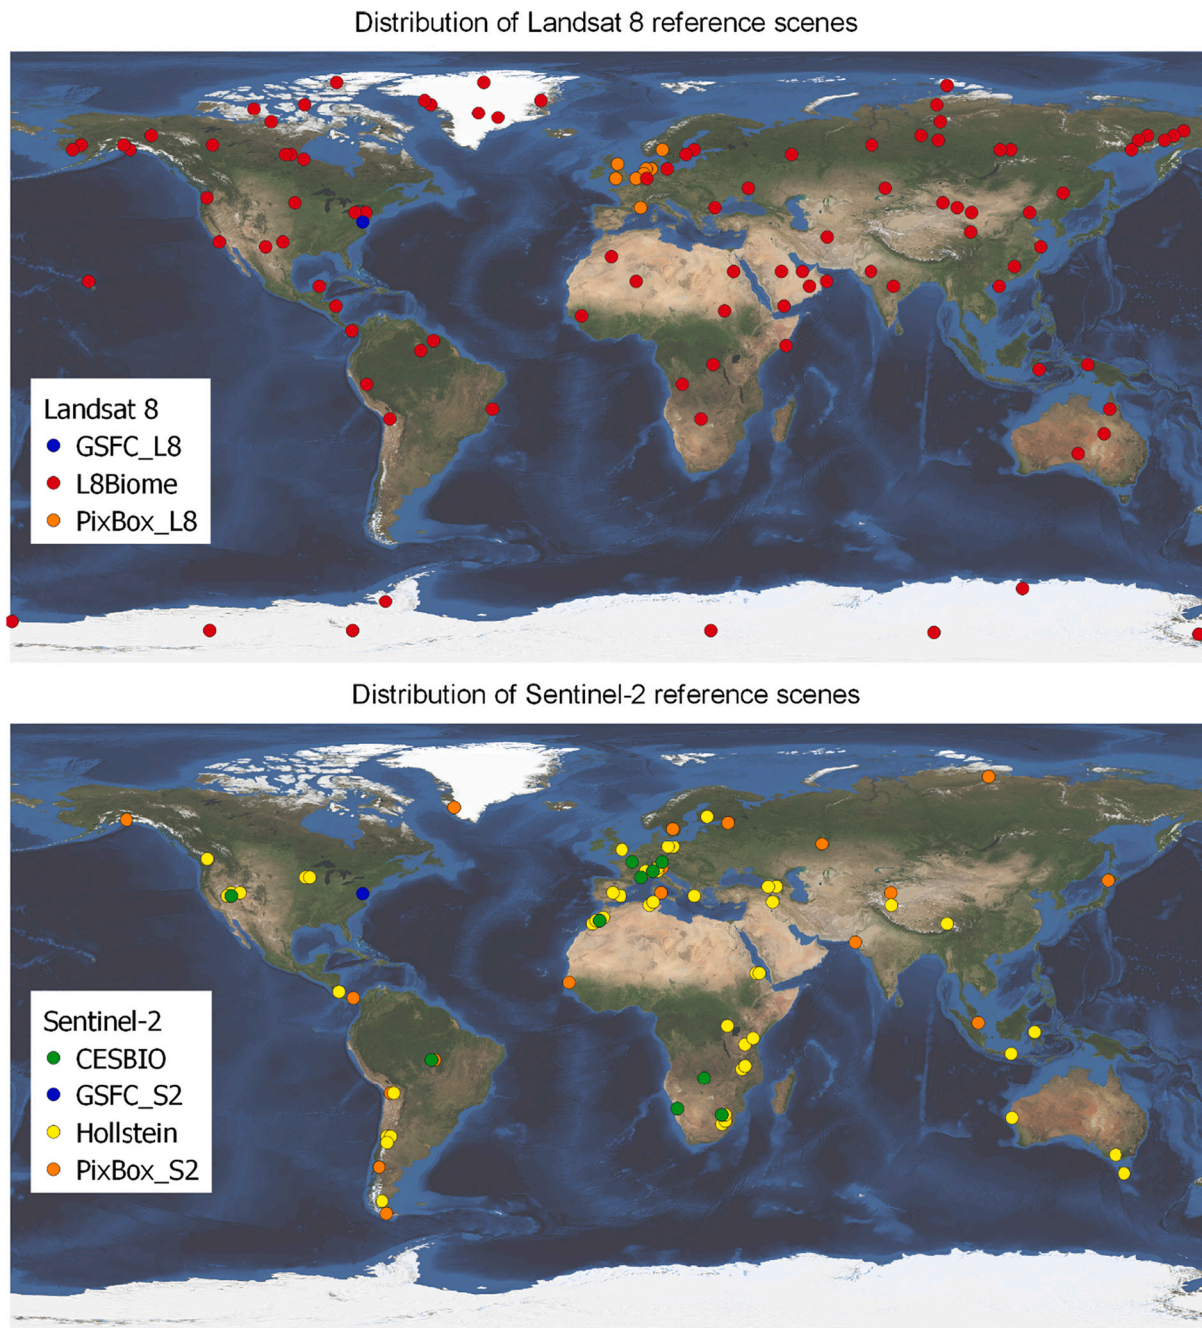 Distribution of Landsat 8 reference scenes
Landsat 8
GSFC_L8
L8Biome
PixBox_L8
Distribution of Sentinel-2 reference scenes
Sentinel-2
CESBIO
GSFC_S2
Hollstein
PixBox_S2